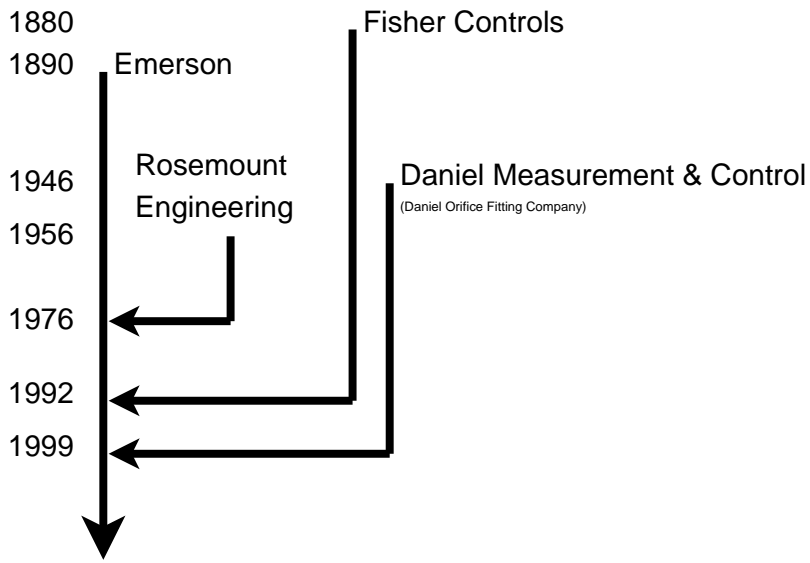 1880
Fisher Controls
1890
Emerson
Rosemount
Engineering
1946
Daniel Measurement & Control
(Daniel Orifice Fitting Company)
1956
1976
1992
1999